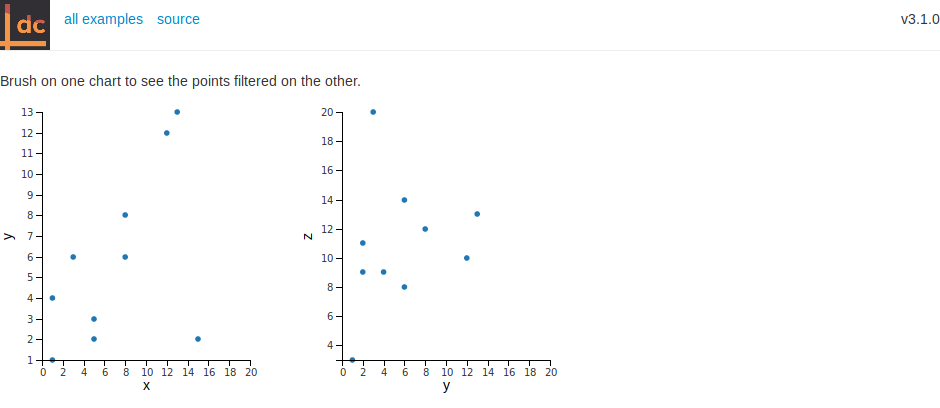 dc all examples source v3.1.0
Brush on one chart to see the points filtered on the other.
13
12
11
10
9
8
7
6
5
4
3
2
1
y
0 2 4 6 8 10 12 14 16 18 20
x
20
18
16
14
12
10
8
6
4
z
0 2 4 6 8 10 12 14 16 18 20
y